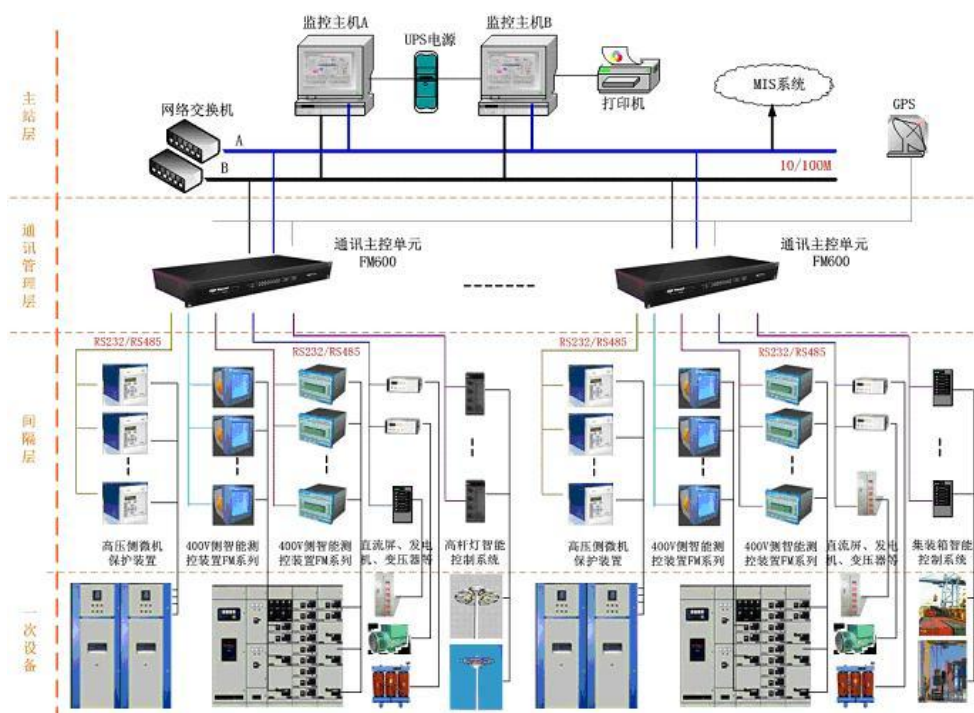 监控主机A
UPS电源
监控主机B
打印机
MIS系统
GPS
网络交换机
A
B
10/100M
主站层
通讯管理层
通讯主控单元
FM600
通讯主控单元
FM600
RS232/RS485
RS232/RS485
RS232/RS485
RS232/RS485
间隔层
高压侧微机
保护装置
400V侧智能测
控装置FM系列
400V侧智能测
控装置FM系列
直流屏、发电
机、变压器等
高杆灯智能
控制系统
高压侧微机
保护装置
400V侧智能测
控装置FM系列
400V侧智能测
控装置FM系列
直流屏、发电
机、变压器等
集装箱智能
控制系统
一次设备